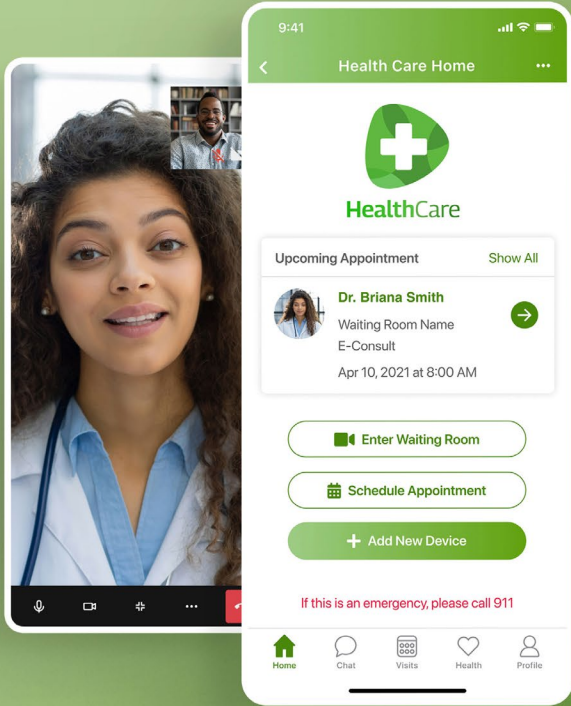 9:41
Health Care Home
HealthCare
Upcoming Appointment
Show All
Dr. Briana Smith
Waiting Room Name
E-Consult
Apr 10, 2021 at 8:00 AM
Enter Waiting Room
Schedule Appointment
Add New Device
If this is an emergency, please call 911
Home
Chat
Visits
Health
Profile